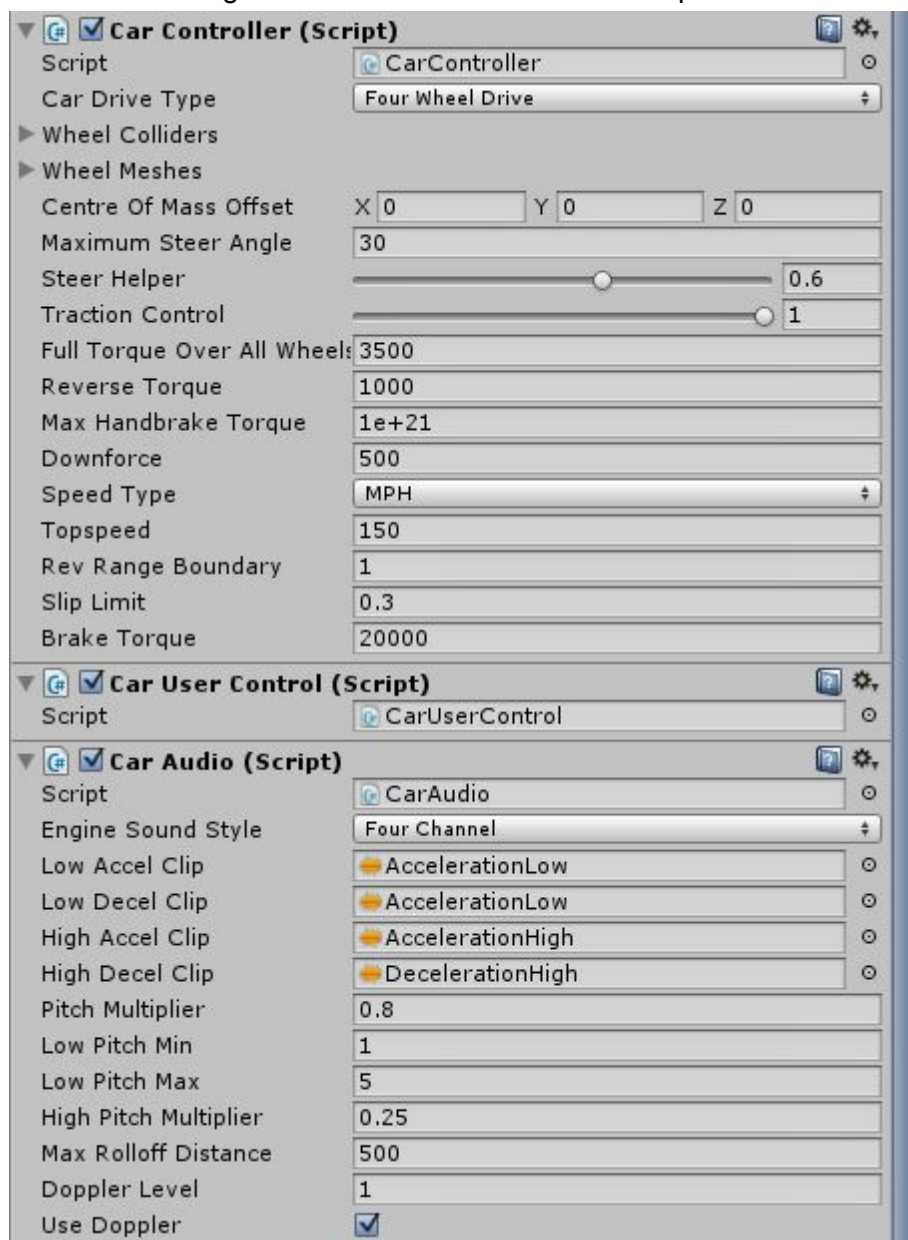 Car Controller (Script)
Script CarController
Car Drive Type Four Wheel Drive
Wheel Colliders
Wheel Meshes
Centre Of Mass Offset X 0 Y 0 Z 0
Maximum Steer Angle 30
Steer Helper 0.6
Traction Control 1
Full Torque Over All Wheels 3500
Reverse Torque 1000
Max Handbrake Torque 1e+21
Downforce 500
Speed Type MPH
Topspeed 150
Rev Range Boundary 1
Slip Limit 0.3
Brake Torque 20000
Car User Control (Script)
Script CarUserControl
Car Audio (Script)
Script CarAudio
Engine Sound Style Four Channel
Low Accel Clip AccelerationLow
Low Decel Clip AccelerationLow
High Accel Clip AccelerationHigh
High Decel Clip DecelerationHigh
Pitch Multiplier 0.8
Low Pitch Min 1
Low Pitch Max 5
High Pitch Multiplier 0.25
Max Rolloff Distance 500
Doppler Level 1
Use Doppler